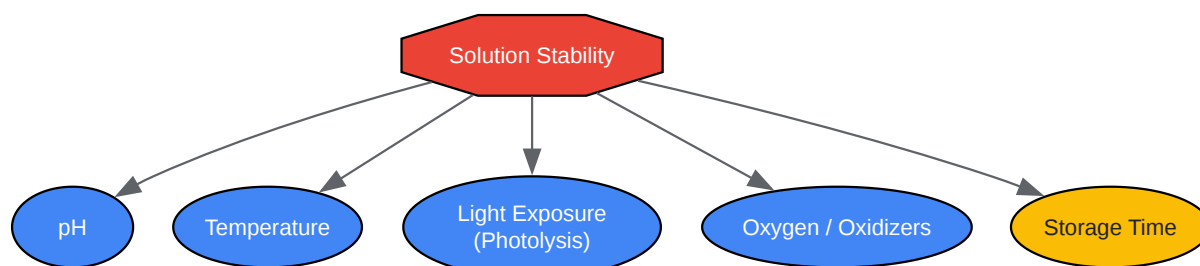 Solution Stability
pH
Temperature
Light Exposure
(Photolysis)
Oxygen / Oxidizers
Storage Time